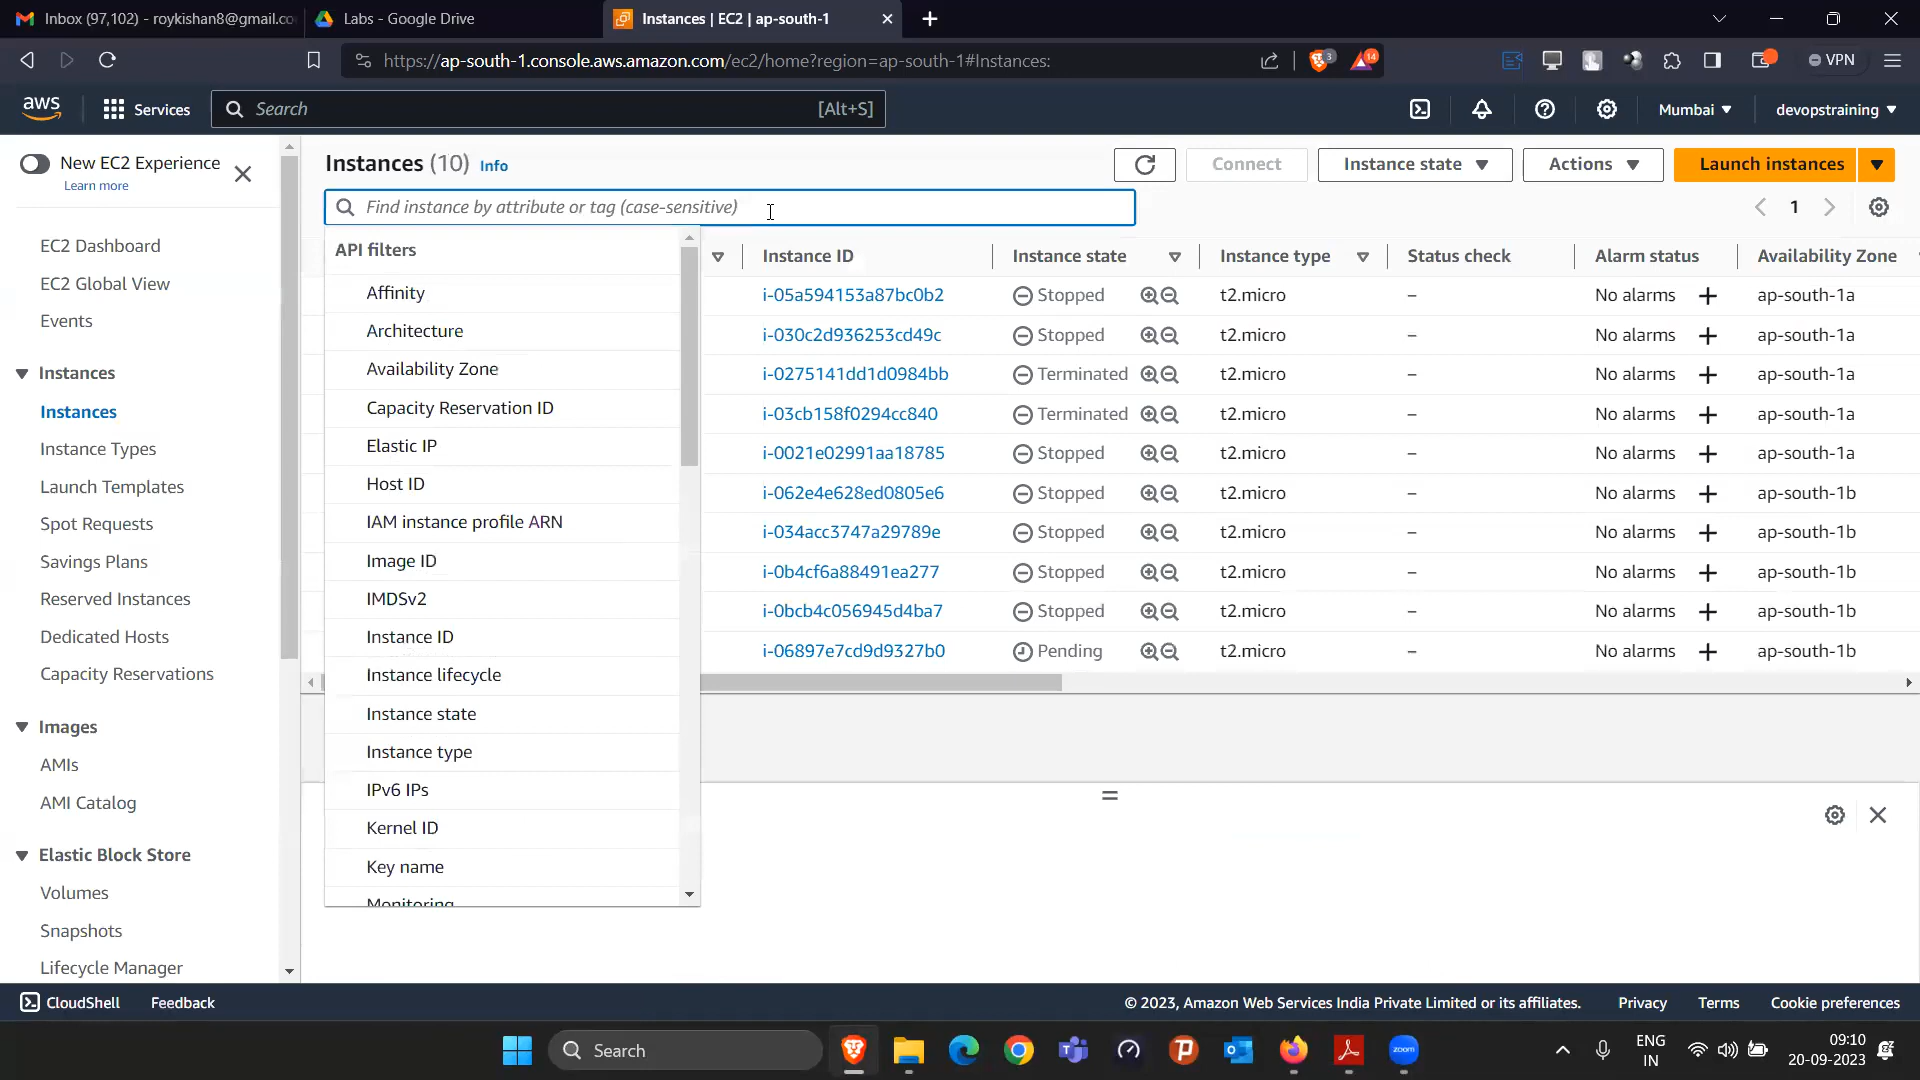 Inbox (97,102) - roykishan8@gmail.co
Labs - Google Drive
Instances | EC2 | ap-south-1
https://ap-south-1.console.aws.amazon.com/ec2/home?region=ap-south-1#Instances:
3
14
VPN
aws
Services
Search
[Alt+S]
Mumbai
devopstraining
New EC2 Experience
Learn more
EC2 Dashboard
EC2 Global View
Events
Instances
Instances
Instance Types
Launch Templates
Spot Requests
Savings Plans
Reserved Instances
Dedicated Hosts
Capacity Reservations
Images
AMIs
AMI Catalog
Elastic Block Store
Volumes
Snapshots
Lifecycle Manager
Instances (10) Info
Connect
Instance state
Actions
Launch instances
Find instance by attribute or tag (case-sensitive)
1
API filters
Affinity
Architecture
Availability Zone
Capacity Reservation ID
Elastic IP
Host ID
IAM instance profile ARN
Image ID
IMDSv2
Instance ID
Instance lifecycle
Instance state
Instance type
IPv6 IPs
Kernel ID
Key name
Monitoring
Instance ID Instance state Instance type Status check Alarm status Availability Zone
i-05a594153a87bc0b2 Stopped t2.micro – No alarms + ap-south-1a
i-030c2d936253cd49c Stopped t2.micro – No alarms + ap-south-1a
i-0275141dd1d0984bb Terminated t2.micro – No alarms + ap-south-1a
i-03cb158f0294cc840 Terminated t2.micro – No alarms + ap-south-1a
i-0021e02991aa18785 Stopped t2.micro – No alarms + ap-south-1a
i-062e4e628ed0805e6 Stopped t2.micro – No alarms + ap-south-1b
i-034acc3747a29789e Stopped t2.micro – No alarms + ap-south-1b
i-0b4cf6a88491ea277 Stopped t2.micro – No alarms + ap-south-1b
i-0bcb4c056945d4ba7 Stopped t2.micro – No alarms + ap-south-1b
i-06897e7cd9d9327b0 Pending t2.micro – No alarms + ap-south-1b
CloudShell
Feedback
© 2023, Amazon Web Services India Private Limited or its affiliates.
Privacy
Terms
Cookie preferences
Search
zoom
ENG
IN
09:10
20-09-2023